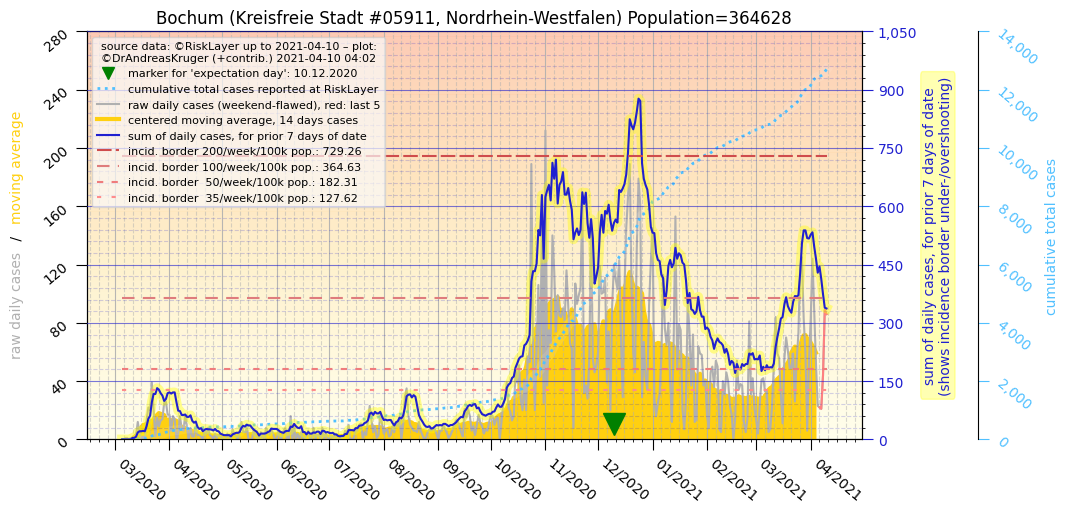 Bochum (Kreisfreie Stadt #05911, Nordrhein-Westfalen) Population=364628
source data: ©RiskLayer up to 2021-04-10 – plot:
©DrAndreasKruger (+contrib.) 2021-04-10 04:02
marker for 'expectation day': 10.12.2020
cumulative total cases reported at RiskLayer
raw daily cases (weekend-flawed), red: last 5
centered moving average, 14 days cases
sum of daily cases, for prior 7 days of date
incid. border 200/week/100k pop.: 729.26
incid. border 100/week/100k pop.: 364.63
incid. border  50/week/100k pop.: 182.31
incid. border  35/week/100k pop.: 127.62
raw daily cases / moving average
280
240
200
160
120
80
40
0
03/2020
04/2020
05/2020
06/2020
07/2020
08/2020
09/2020
10/2020
11/2020
12/2020
01/2021
02/2021
03/2021
04/2021
1,050
900
750
600
450
300
150
0
sum of daily cases, for prior 7 days of date
(shows incidence border under-/overshooting)
14,000
12,000
10,000
8,000
6,000
4,000
2,000
0
cumulative total cases